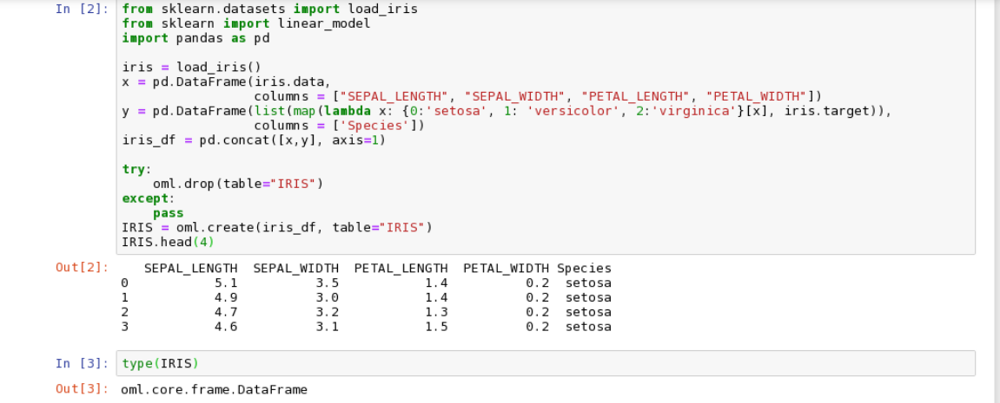 In [2]: from sklearn.datasets import load_iris
from sklearn import linear_model
import pandas as pd
iris = load_iris()
x = pd.DataFrame(iris.data,
                 columns = ["SEPAL_LENGTH", "SEPAL_WIDTH", "PETAL_LENGTH", "PETAL_WIDTH"])
y = pd.DataFrame(list(map(lambda x: {0:'setosa', 1: 'versicolor', 2:'virginica'}[x], iris.target)),
                 columns = ['Species'])
iris_df = pd.concat([x,y], axis=1)
try:
    oml.drop(table="IRIS")
except:
    pass
IRIS = oml.create(iris_df, table="IRIS")
IRIS.head(4)
Out[2]:    SEPAL_LENGTH  SEPAL_WIDTH  PETAL_LENGTH  PETAL_WIDTH Species
0           5.1          3.5           1.4          0.2  setosa
1           4.9          3.0           1.4          0.2  setosa
2           4.7          3.2           1.3          0.2  setosa
3           4.6          3.1           1.5          0.2  setosa
In [3]: type(IRIS)
Out[3]: oml.core.frame.DataFrame